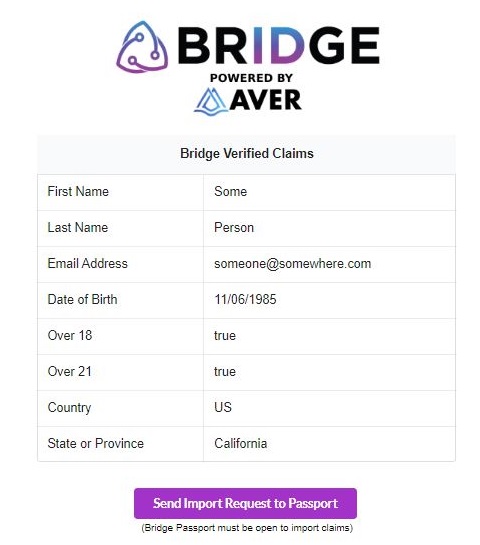 BRIDGE
POWERED BY
AVER
Bridge Verified Claims
First Name Some
Last Name Person
Email Address someone@somewhere.com
Date of Birth 11/06/1985
Over 18 true
Over 21 true
Country US
State or Province California
Send Import Request to Passport
(Bridge Passport must be open to import claims)